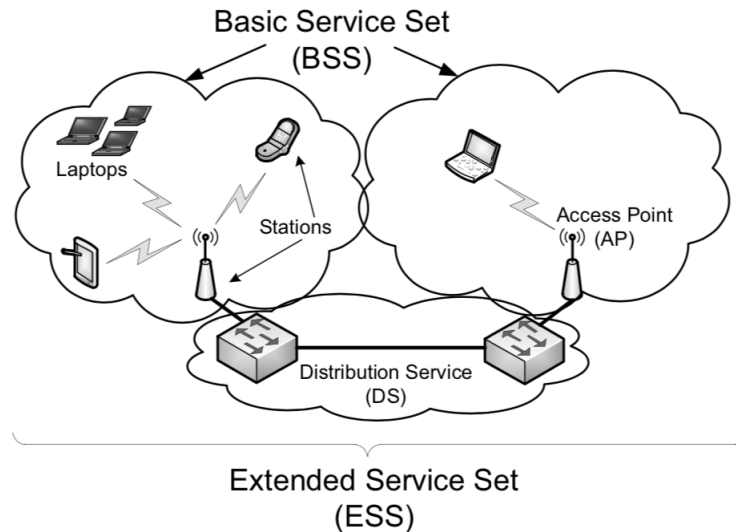 Basic Service Set
(BSS)
Laptops
Stations
Access Point
(AP)
Distribution Service
(DS)
Extended Service Set
(ESS)